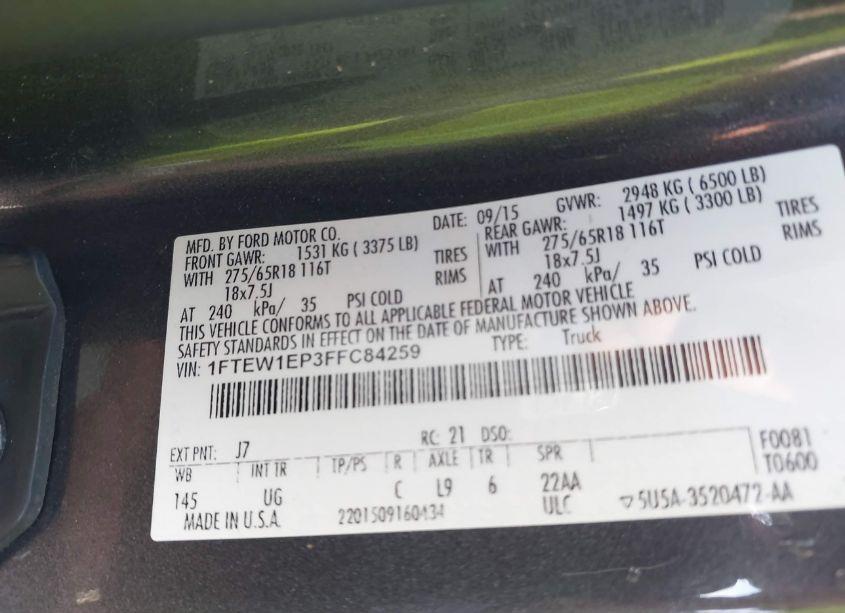 MFD. BY FORD MOTOR CO.
DATE: 09/15 GVWR: 2948 KG ( 6500 LB)
FRONT GAWR: 1531 KG ( 3375 LB) REAR GAWR: 1497 KG ( 3300 LB)
WITH 275/65R18 116T TIRES WITH 275/65R18 116T TIRES
18x7.5J RIMS 18x7.5J RIMS
AT 240 kPa/ 35 PSI COLD AT 240 kPa/ 35 PSI COLD
THIS VEHICLE CONFORMS TO ALL APPLICABLE FEDERAL MOTOR VEHICLE
SAFETY STANDARDS IN EFFECT ON THE DATE OF MANUFACTURE SHOWN ABOVE.
VIN: 1FTEW1EP3FFC84259 TYPE: Truck
EXT PNT: J7 RC: 21 DSO: F0081
WB INT TR TP/PS R AXLE TR SPR T0600
145 UG C L9 6 22AA
MADE IN U.S.A. 2201509160434 ULC 5U5A-3520472-AA